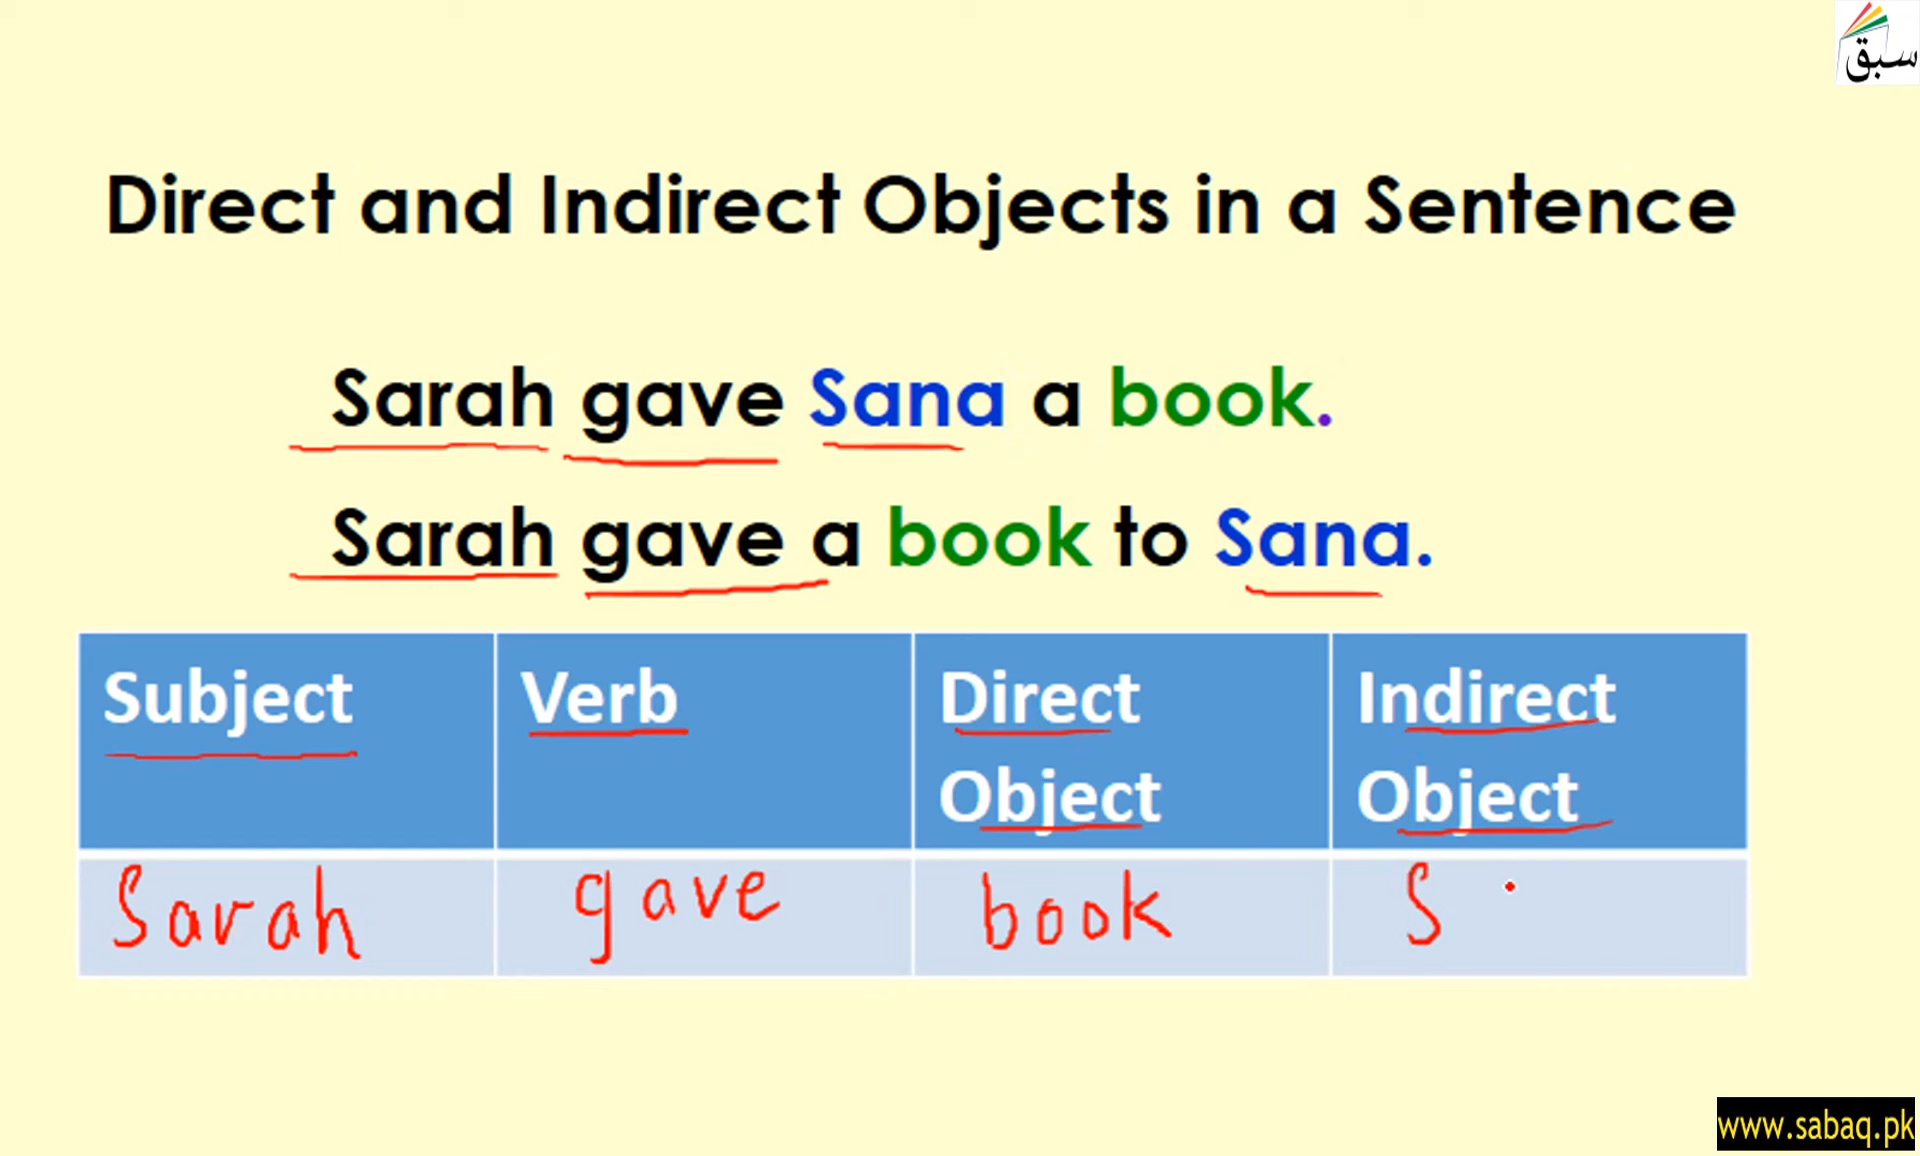 سبق
Direct and Indirect Objects in a Sentence
Sarah gave Sana a book.
Sarah gave a book to Sana.
Subject
Verb
Direct
Object
Indirect
Object
Sarah
gave
book
S
www.sabaq.pk